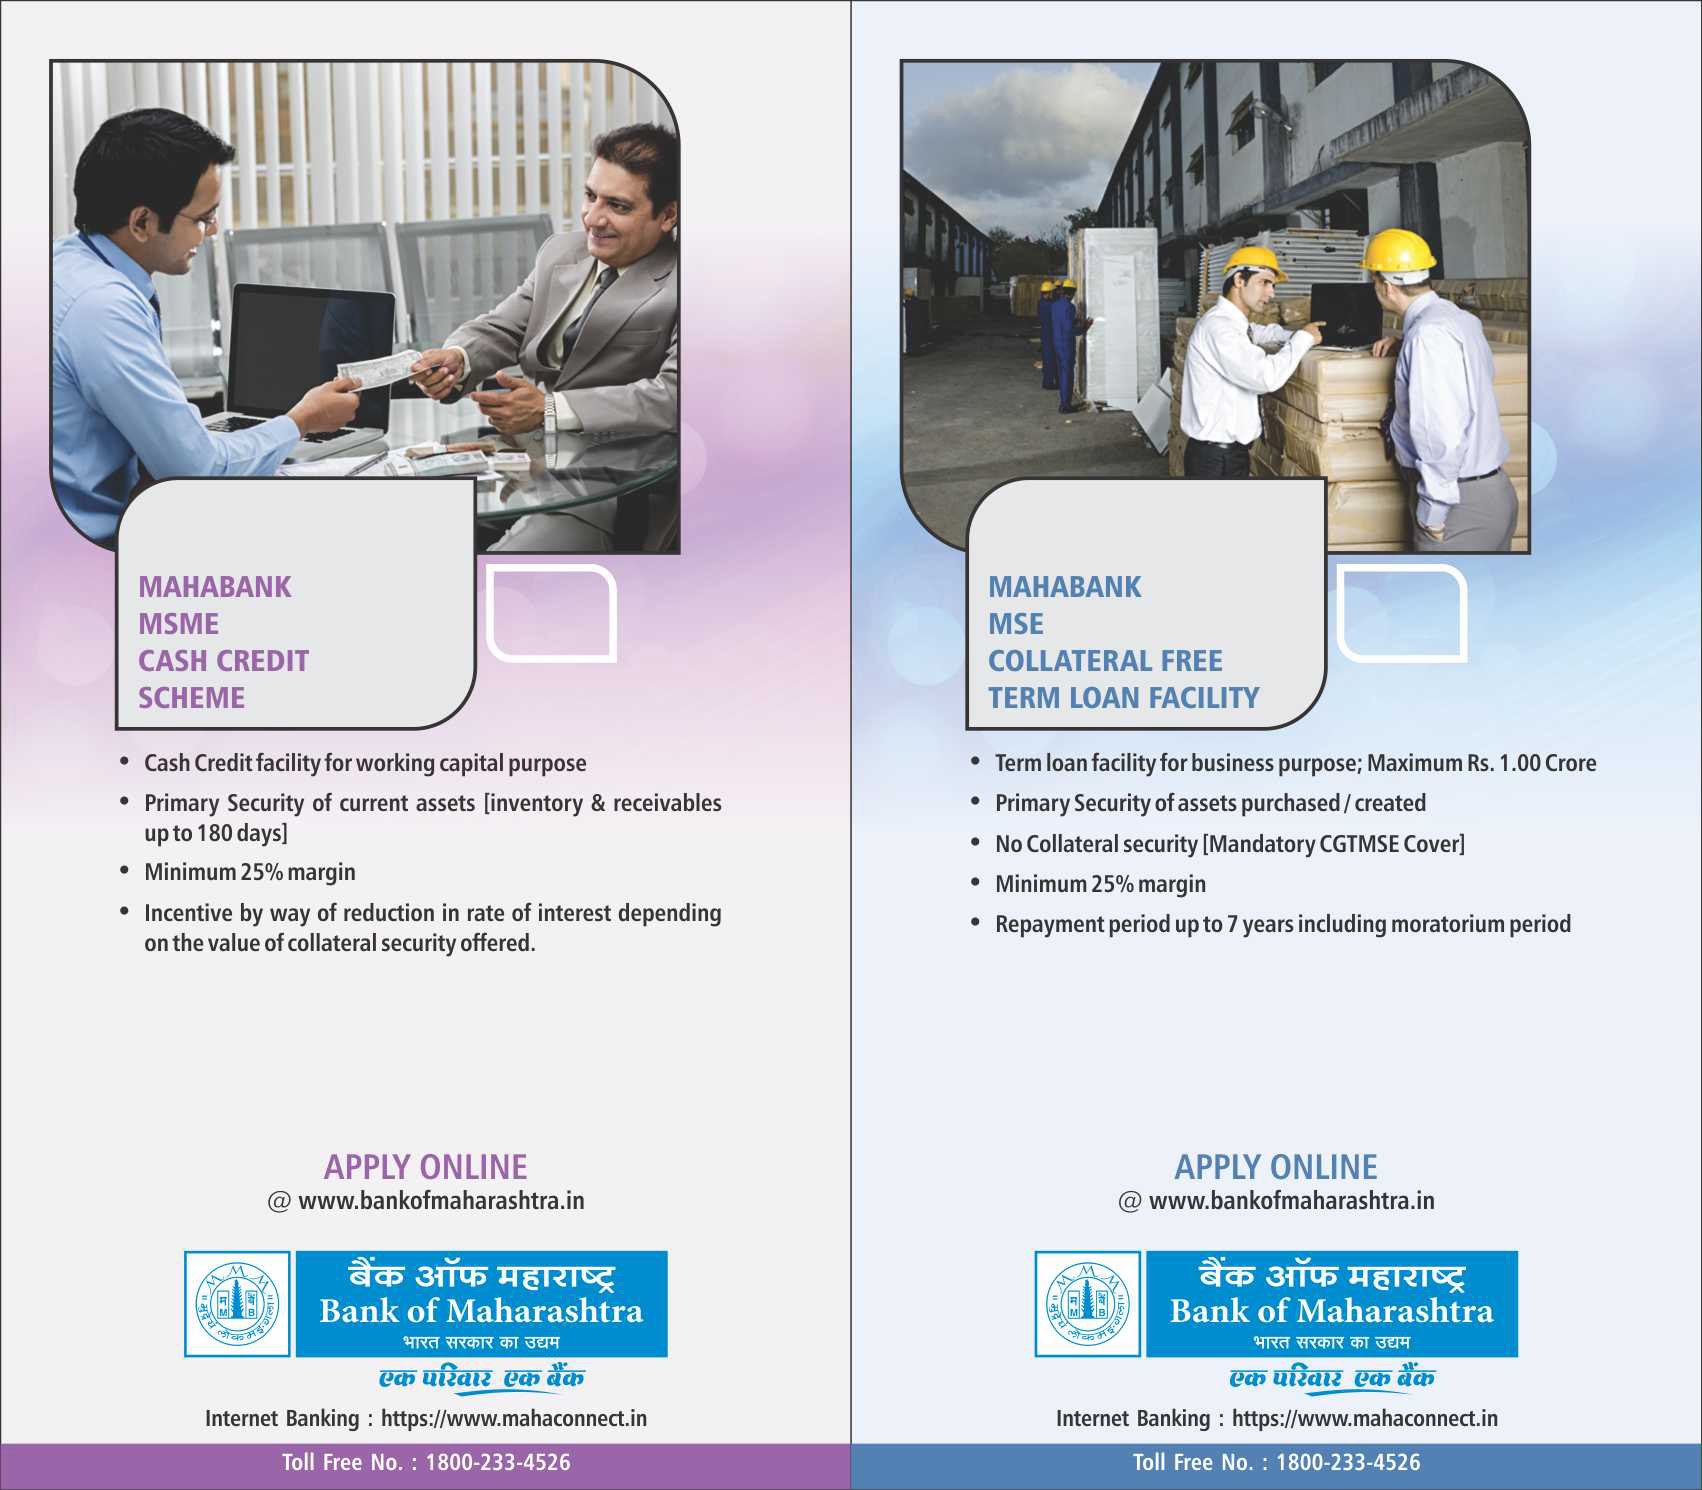 MAHABANK
MSME
CASH CREDIT
SCHEME
• Cash Credit facility for working capital purpose
• Primary Security of current assets [inventory & receivables
up to 180 days]
• Minimum 25% margin
• Incentive by way of reduction in rate of interest depending
on the value of collateral security offered.
APPLY ONLINE
@ www.bankofmaharashtra.in
बैंक ऑफ महाराष्ट्र
Bank of Maharashtra
भारत सरकार का उद्यम
एक परिवार एक बैंक
Internet Banking : https://www.mahaconnect.in
Toll Free No. : 1800-233-4526
MAHABANK
MSE
COLLATERAL FREE
TERM LOAN FACILITY
• Term loan facility for business purpose; Maximum Rs. 1.00 Crore
• Primary Security of assets purchased / created
• No Collateral security [Mandatory CGTMSE Cover]
• Minimum 25% margin
• Repayment period up to 7 years including moratorium period
APPLY ONLINE
@ www.bankofmaharashtra.in
बैंक ऑफ महाराष्ट्र
Bank of Maharashtra
भारत सरकार का उद्यम
एक परिवार एक बैंक
Internet Banking : https://www.mahaconnect.in
Toll Free No. : 1800-233-4526